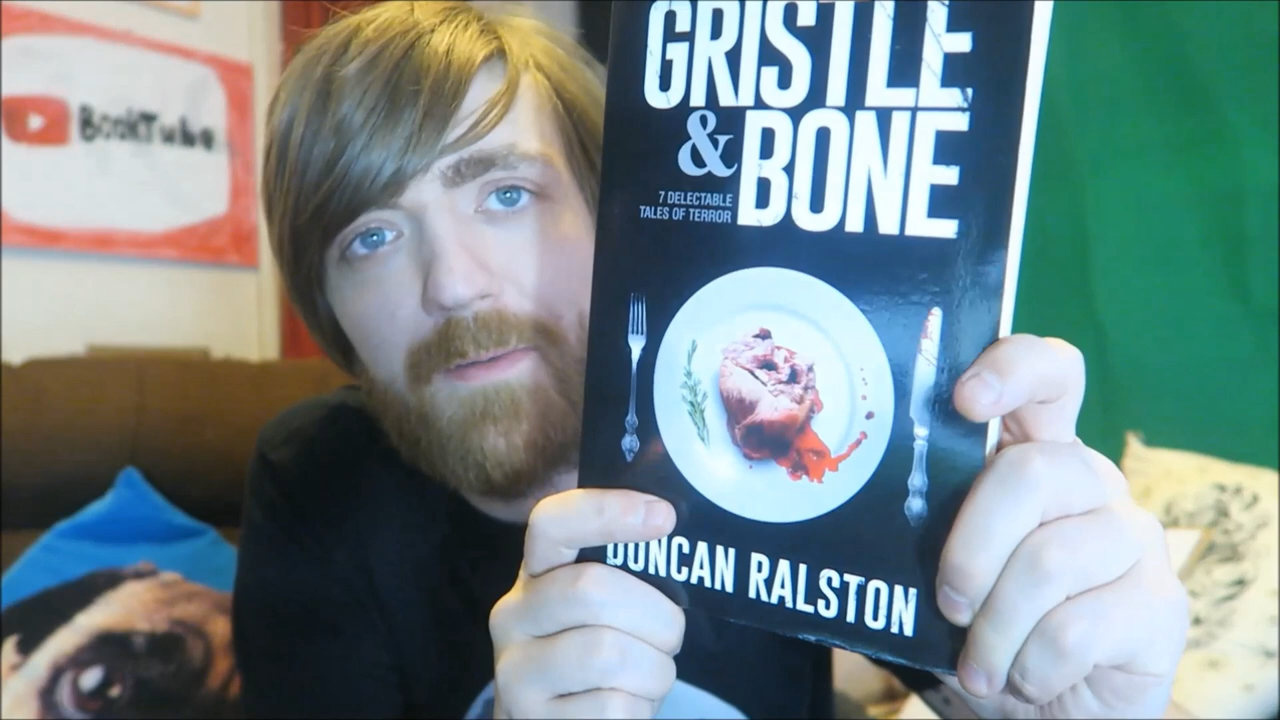 BookTube
GRISTLE
& BONE
7 DELECTABLE
TALES OF TERROR
DUNCAN RALSTON